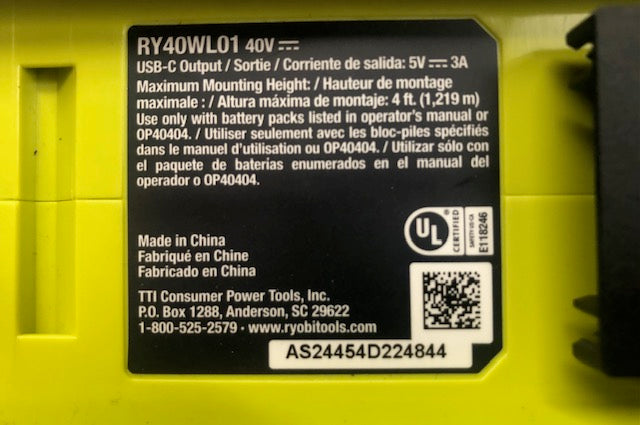 RY40WL01 40V ⎓
USB-C Output / Sortie / Corriente de salida: 5V ⎓ 3A
Maximum Mounting Height: / Hauteur de montage
maximale : / Altura máxima de montaje: 4 ft. (1,219 m)
Use only with battery packs listed in operator's manual or
OP40404. / Utiliser seulement avec les bloc-piles spécifiés
dans le manuel d'utilisation ou OP40404. / Utilizar sólo con
el paquete de baterías enumerados en el manual del
operador o OP40404.
UL
CERTIFIED
SAFETY US-CA
E118246
Made in China
Fabriqué en Chine
Fabricado en China
TTI Consumer Power Tools, Inc.
P.O. Box 1288, Anderson, SC 29622
1-800-525-2579 • www.ryobitools.com
AS24454D224844